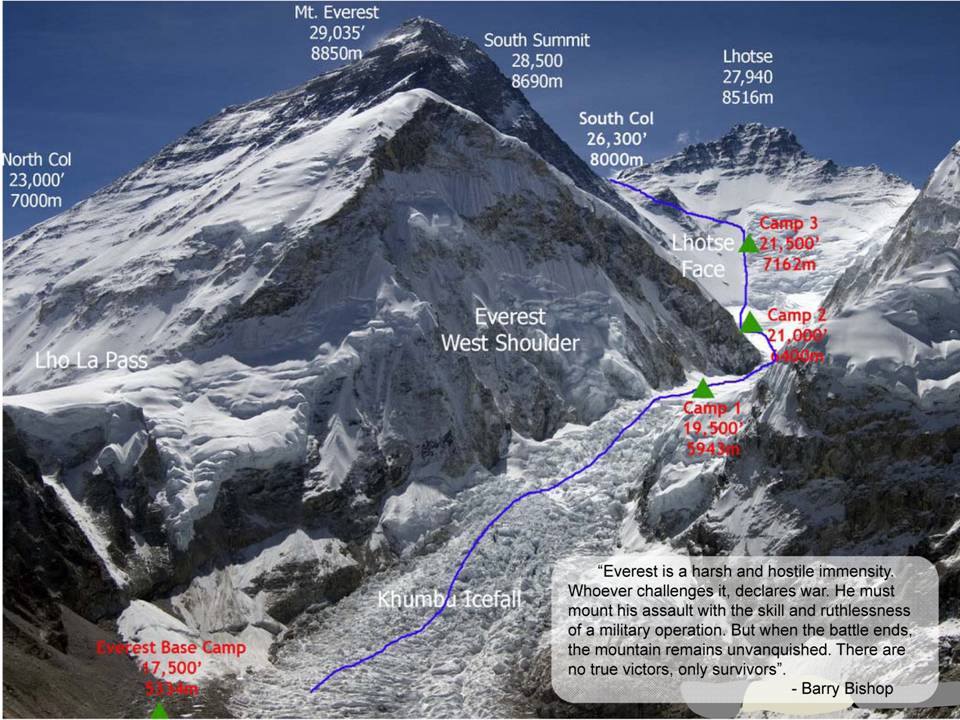 Mt. Everest
29,035’
8850m
South Summit
28,500
8690m
Lhotse
27,940
8516m
South Col
26,300’
8000m
North Col
23,000’
7000m
Camp 3
21,500’
7162m
Lhotse
Face
Camp 2
21,000’
6400m
Everest
West Shoulder
Lho La Pass
Camp 1
19,500’
5943m
Khumbu Icefall
Everest Base Camp
17,500’
5334m
“Everest is a harsh and hostile immensity.
Whoever challenges it, declares war. He must
mount his assault with the skill and ruthlessness
of a military operation. But when the battle ends,
the mountain remains unvanquished. There are
no true victors, only survivors”.
- Barry Bishop